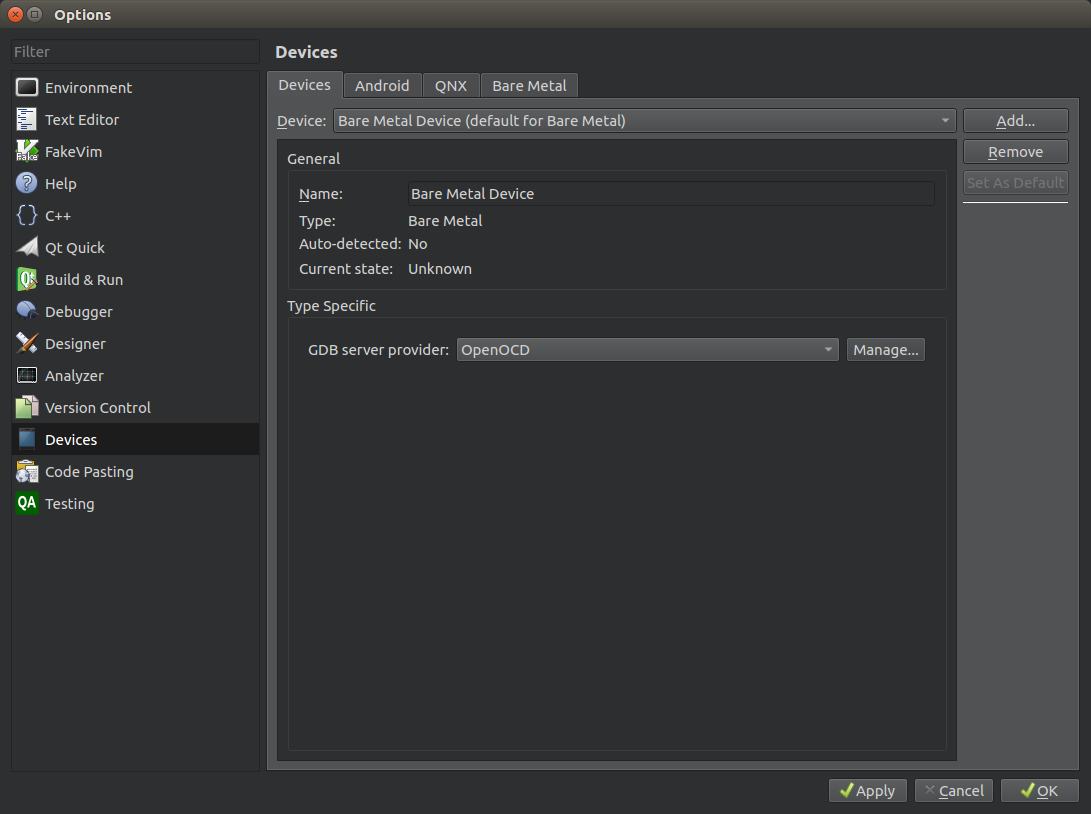 Options
Filter
Environment
Text Editor
FakeVim
Help
C++
Qt Quick
Build & Run
Debugger
Designer
Analyzer
Version Control
Devices
Code Pasting
QA Testing
Devices
Devices Android QNX Bare Metal
Device: Bare Metal Device (default for Bare Metal) Add...
Remove
Set As Default
General
Name: Bare Metal Device
Type: Bare Metal
Auto-detected: No
Current state: Unknown
Type Specific
GDB server provider: OpenOCD Manage...
Apply Cancel OK